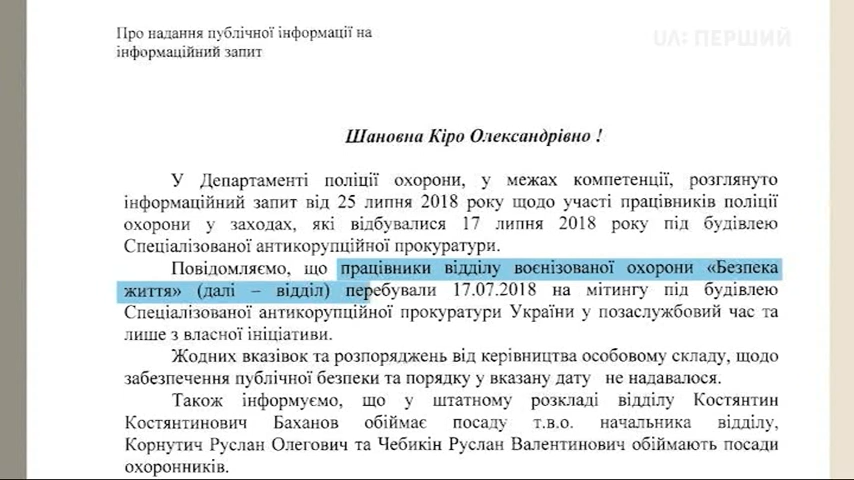 Про надання публічної інформації на
інформаційний запит
UA: ПЕРШИЙ
Шановна Кіро Олександрівно !
У Департаменті поліції охорони, у межах компетенції, розглянуто
інформаційний запит від 25 липня 2018 року щодо участі працівників поліції
охорони у заходах, які відбувалися 17 липня 2018 року під будівлею
Спеціалізованої антикорупційної прокуратури.
Повідомляємо, що працівники відділу воєнізованої охорони «Безпека
життя» (далі – відділ) перебували 17.07.2018 на мітингу під будівлею
Спеціалізованої антикорупційної прокуратури України у позаслужбовий час та
лише з власної ініціативи.
Жодних вказівок та розпоряджень від керівництва особовому складу, щодо
забезпечення публічної безпеки та порядку у вказану дату не надавалося.
Також інформуємо, що у штатному розкладі відділу Костянтин
Костянтинович Баханов обіймає посаду т.в.о. начальника відділу,
Корнутич Руслан Олегович та Чебикін Руслан Валентинович обіймають посади
охоронників.